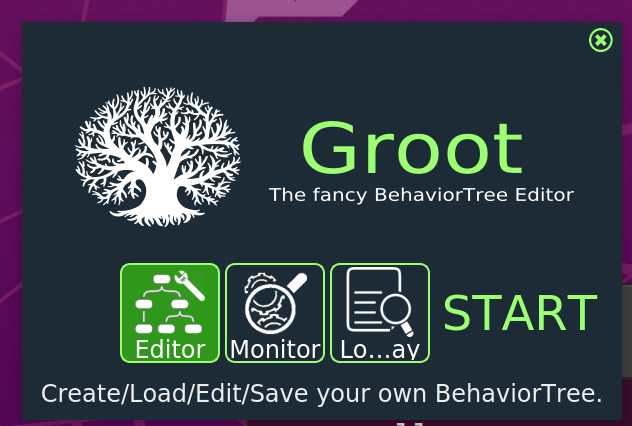 Groot
The fancy BehaviorTree Editor
Editor Monitor Lo...ay START
Create/Load/Edit/Save your own BehaviorTree.